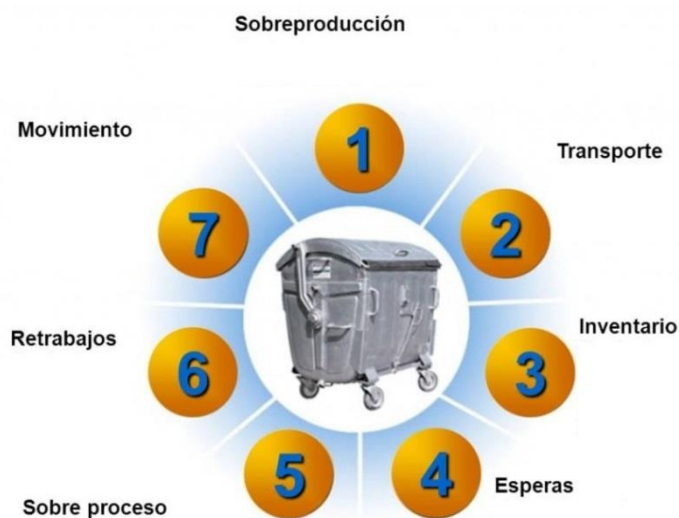 Sobreproducción
1
Transporte
2
Inventario
3
Esperas
4
Sobre proceso
5
Retrabajos
6
Movimiento
7